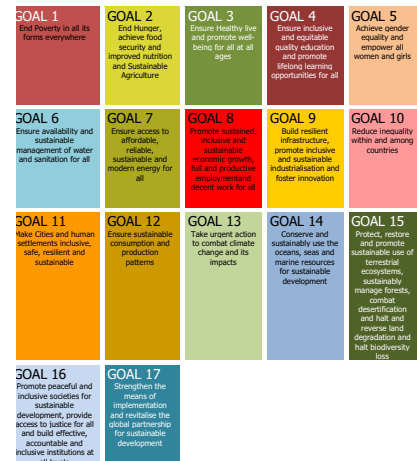 GOAL 1
End Poverty in all its
forms everywhere
GOAL 2
End Hunger,
achieve food
security and
improved nutrition
and Sustainable
Agriculture
GOAL 3
Ensure Healthy live
and promote well-
being for all at all
ages
GOAL 4
Ensure inclusive
and equitable
quality education
and promote
lifelong learning
opportunities for all
GOAL 5
Achieve gender
equality and
empower all
women and girls
GOAL 6
Ensure availability and
sustainable
management of water
and sanitation for all
GOAL 7
Ensure access to
affordable,
reliable,
sustainable and
modern energy for
all
GOAL 8
Promote sustained,
inclusive and
sustainable
economic growth,
full and productive
employmentand
decent work for all
GOAL 9
Build resilient
infrastructure,
promote inclusive
and sustainable
industrialisation and
foster innovation
GOAL 10
Reduce inequality
within and among
countries
GOAL 11
Make Cities and human
settlements inclusive,
safe, resilient and
sustainable
GOAL 12
Ensure sustainable
consumption and
production
patterns
GOAL 13
Take urgent action
to combat climate
change and its
impacts
GOAL 14
Conserve and
sustainably use the
oceans, seas and
marine resources
for sustainable
development
GOAL 15
Protect, restore
and promote
sustainable use of
terrestrial
ecosystems,
sustainably
manage forests,
combat
desertification
and halt and
reverse land
degradation and
halt biodiversity
loss
GOAL 16
Promote peaceful and
inclusive societies for
sustainable
development, provide
access to justice for all
and build effective,
accountable and
inclusive institutions at
all levels
GOAL 17
Strengthen the
means of
implementation
and revitalise the
global partnership
for sustainable
development